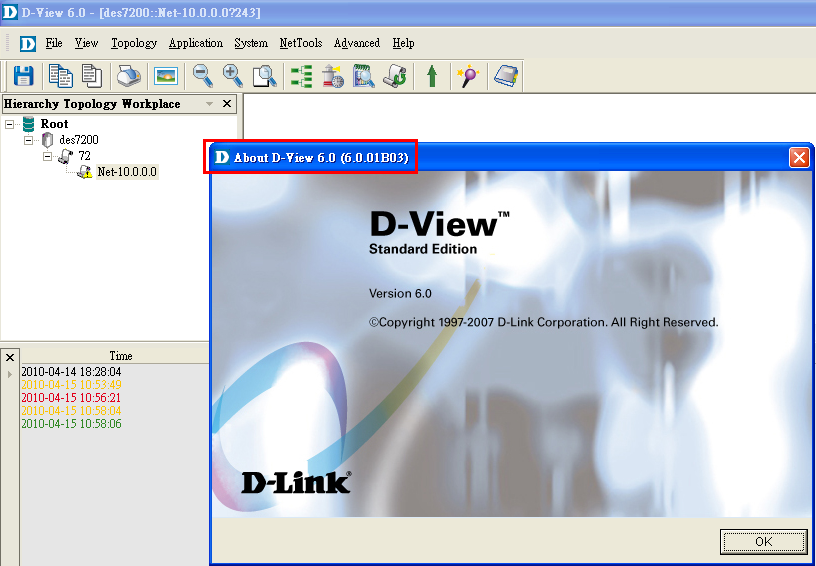 D-View 6.0 - [des7200::Net-10.0.0.0?243]
File View Topology Application System NetTools Advanced Help
Hierarchy Topology Workplace
Root
des7200
72
Net-10.0.0.0
About D-View 6.0 (6.0.01B03)
D-View™
Standard Edition
Version 6.0
©Copyright 1997-2007 D-Link Corporation. All Right Reserved.
Time
2010-04-14 18:28:04
2010-04-15 10:53:49
2010-04-15 10:56:21
2010-04-15 10:58:04
2010-04-15 10:58:06
D-Link®
OK